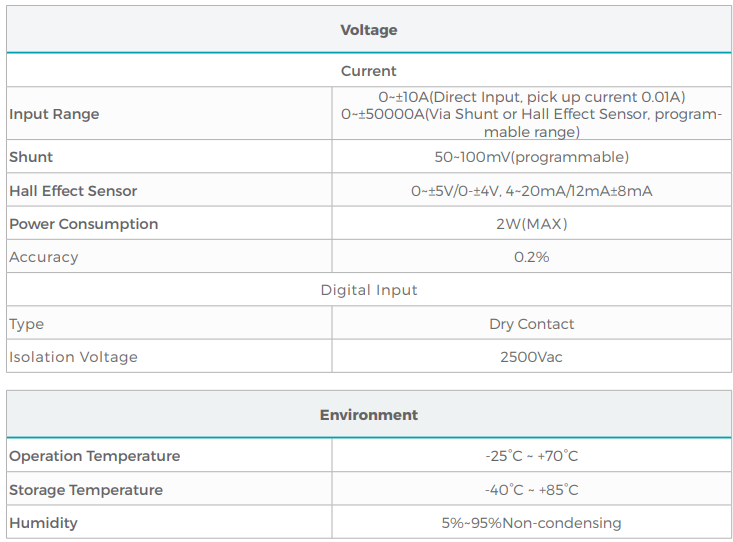 Voltage
Current
Input Range
0~±10A(Direct Input, pick up current 0.01A)
0~±50000A(Via Shunt or Hall Effect Sensor, program-
mable range)
Shunt
50~100mV(programmable)
Hall Effect Sensor
0~±5V/0-±4V, 4~20mA/12mA±8mA
Power Consumption
2W(MAX)
Accuracy
0.2%
Digital Input
Type
Dry Contact
Isolation Voltage
2500Vac
Environment
Operation Temperature
-25°C ~ +70°C
Storage Temperature
-40°C ~ +85°C
Humidity
5%~95%Non-condensing